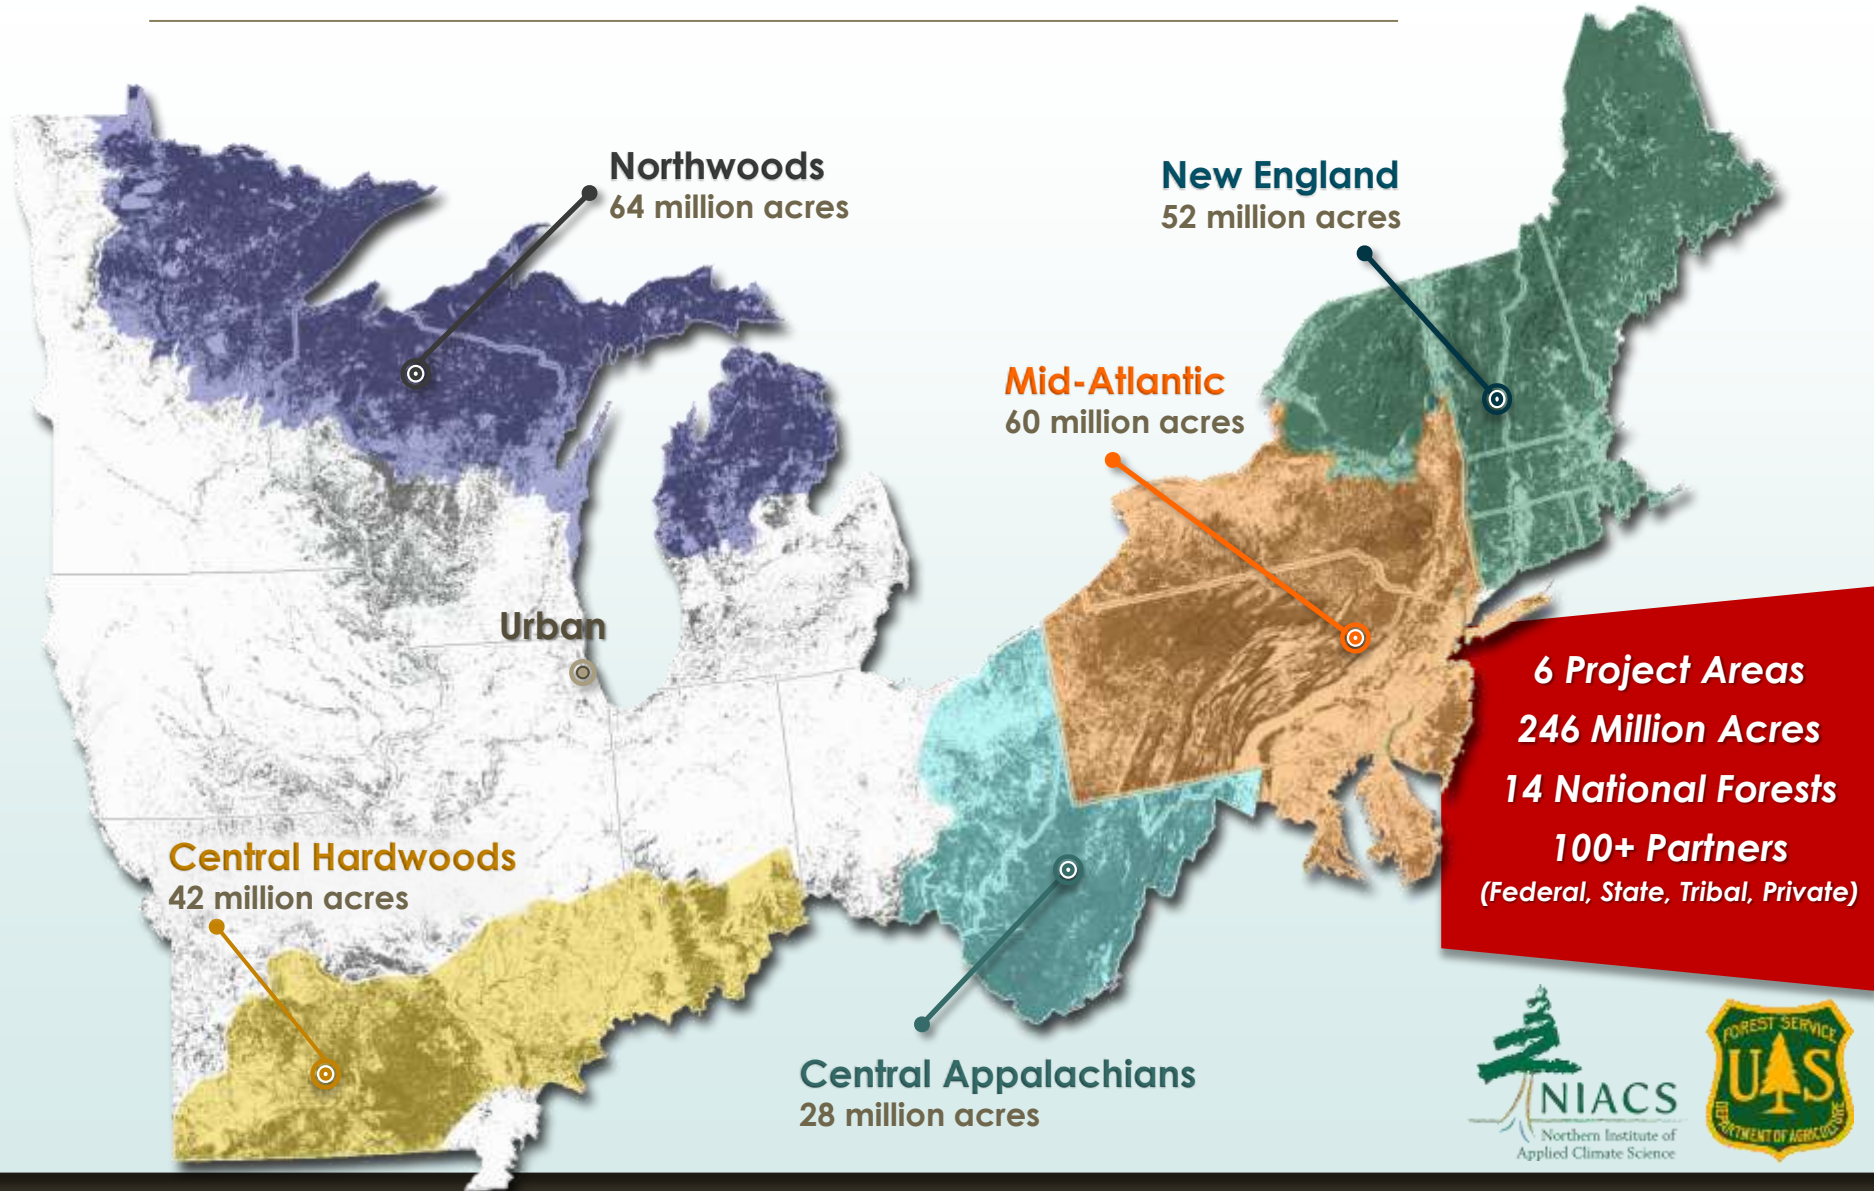 Northwoods
64 million acres
New England
52 million acres
Mid-Atlantic
60 million acres
Urban
6 Project Areas
246 Million Acres
14 National Forests
100+ Partners
(Federal, State, Tribal, Private)
Central Hardwoods
42 million acres
Central Appalachians
28 million acres
NIACS
Northern Institute of
Applied Climate Science
FOREST SERVICE
UAS
DEPARTMENT OF AGRICULTURE